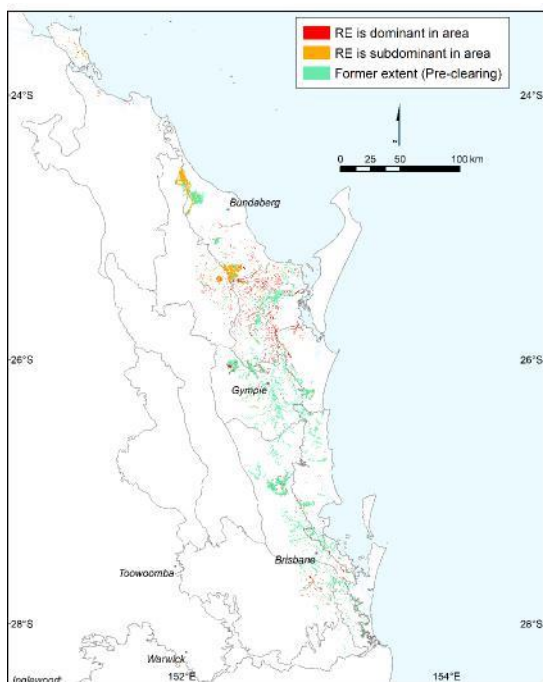 RE is dominant in area
RE is subdominant in area
Former extent (Pre-clearing)
24°S
24°S
0 25 50 100 km
Bundaberg
26°S
26°S
Gympie
Brisbane
Toowoomba
28°S
28°S
Warwick
Inglewood
152°E
154°E